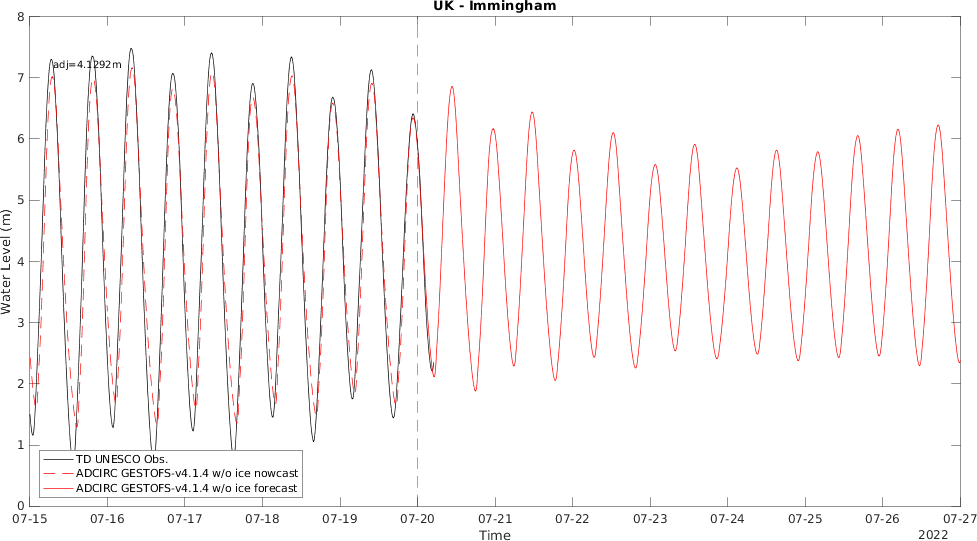 UK - Immingham
8
7
6
5
4
3
2
1
0
Water Level (m)
adj=4.1292m
TD UNESCO Obs.
ADCIRC GESTOFS-v4.1.4 w/o ice nowcast
ADCIRC GESTOFS-v4.1.4 w/o ice forecast
07-15 07-16 07-17 07-18 07-19 07-20 07-21 07-22 07-23 07-24 07-25 07-26 07-27
Time
2022